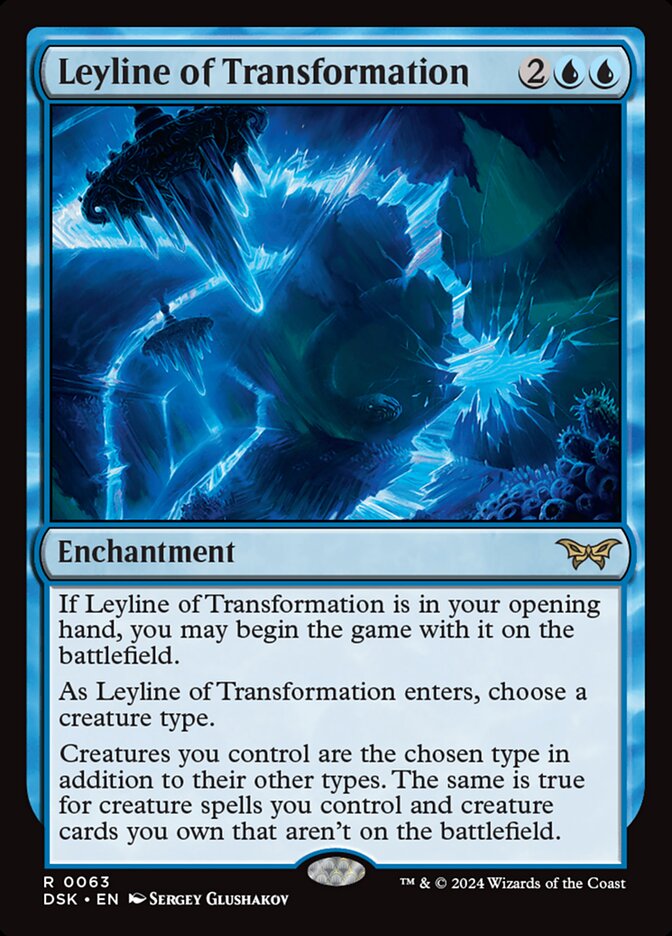 Leyline of Transformation 2
Enchantment
If Leyline of Transformation is in your opening
hand, you may begin the game with it on the
battlefield.
As Leyline of Transformation enters, choose a
creature type.
Creatures you control are the chosen type in
addition to their other types. The same is true
for creature spells you control and creature
cards you own that aren't on the battlefield.
R 0063
DSK • EN SERGEY GLUSHAKOV
™ & © 2024 Wizards of the Coast